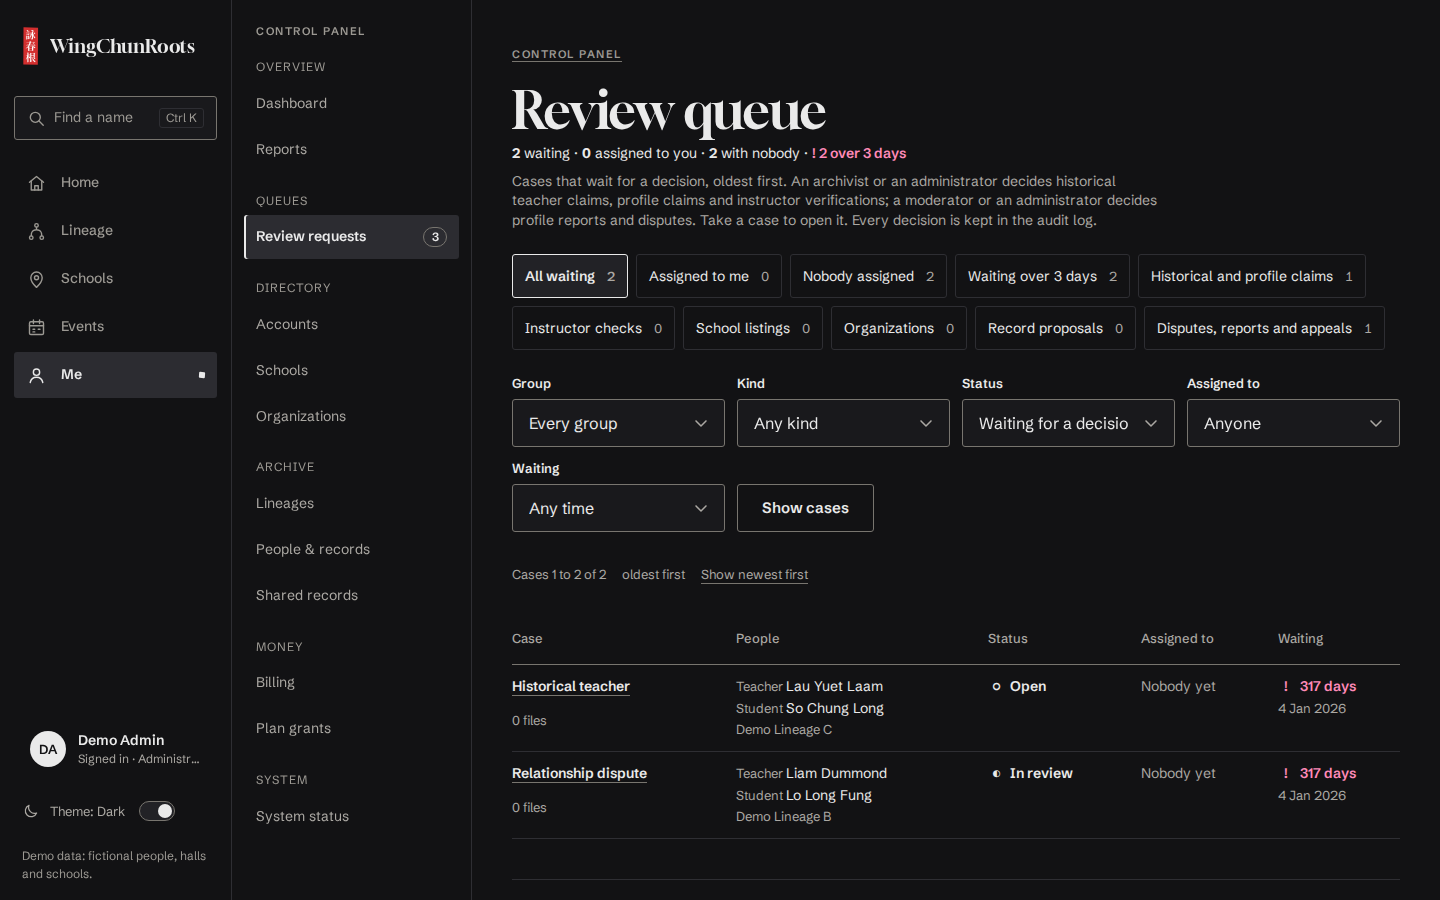 詠春根
WingChunRoots
Find a name Ctrl K
Home
Lineage
Schools
Events
Me
DA
Demo Admin
Signed in · Administr...
Theme: Dark
Demo data: fictional people, halls
and schools.
CONTROL PANEL
OVERVIEW
Dashboard
Reports
QUEUES
Review requests 3
DIRECTORY
Accounts
Schools
Organizations
ARCHIVE
Lineages
People & records
Shared records
MONEY
Billing
Plan grants
SYSTEM
System status
CONTROL PANEL
Review queue
2 waiting · 0 assigned to you · 2 with nobody · ! 2 over 3 days
Cases that wait for a decision, oldest first. An archivist or an administrator decides historical
teacher claims, profile claims and instructor verifications; a moderator or an administrator decides
profile reports and disputes. Take a case to open it. Every decision is kept in the audit log.
All waiting 2 Assigned to me 0 Nobody assigned 2 Waiting over 3 days 2 Historical and profile claims 1
Instructor checks 0 School listings 0 Organizations 0 Record proposals 0 Disputes, reports and appeals 1
Group Kind Status Assigned to
Every group Any kind Waiting for a decisio Anyone
Waiting
Any time Show cases
Cases 1 to 2 of 2 oldest first Show newest first
Case People Status Assigned to Waiting
Historical teacher Teacher Lau Yuet Laam Open Nobody yet ! 317 days
Student So Chung Long 4 Jan 2026
0 files
Demo Lineage C
Relationship dispute Teacher Liam Dummond In review Nobody yet ! 317 days
Student Lo Long Fung 4 Jan 2026
0 files
Demo Lineage B